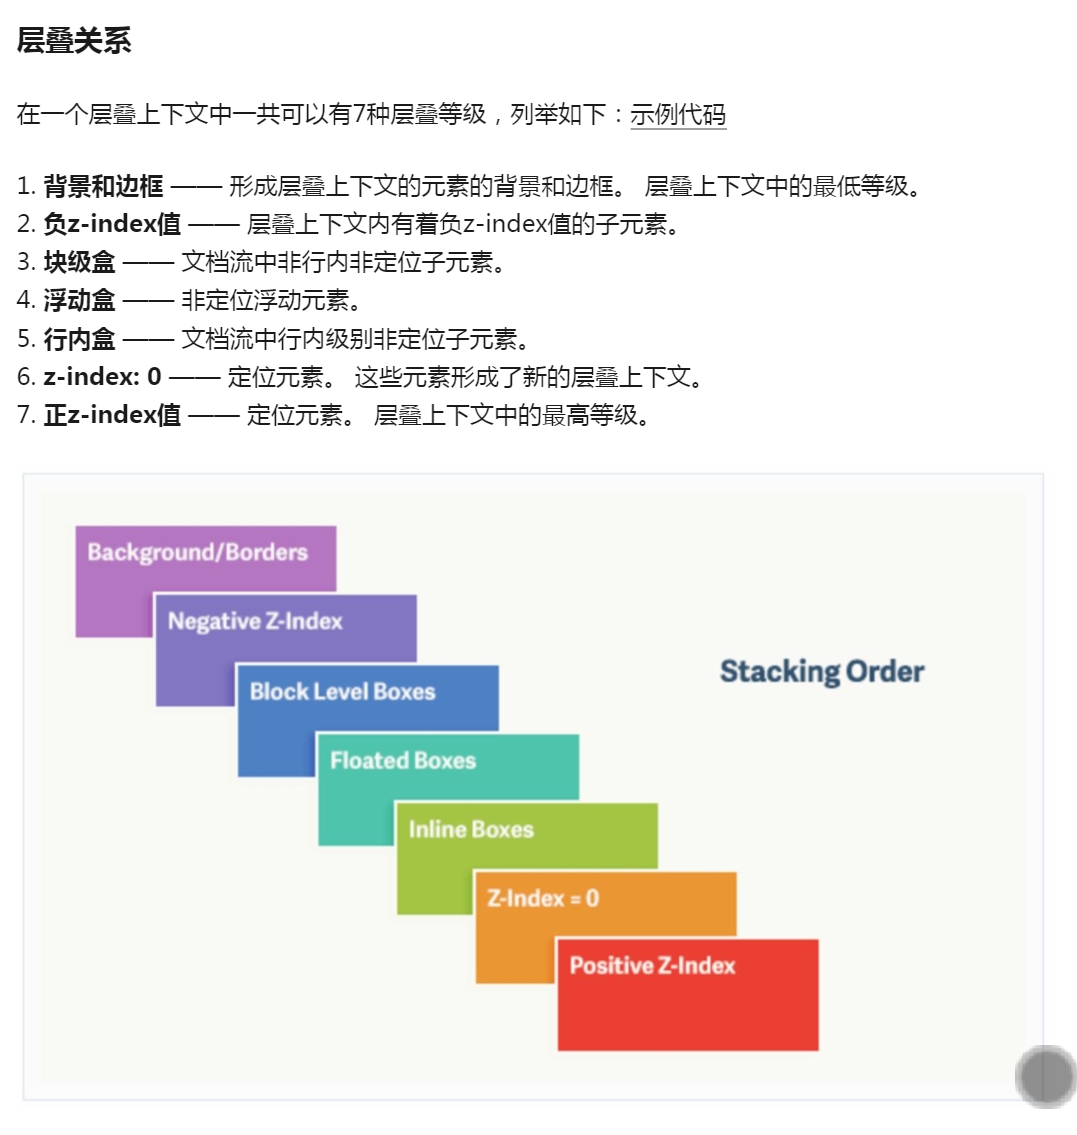 层叠关系
在一个层叠上下文中一共可以有7种层叠等级，列举如下：示例代码
1. 背景和边框 —— 形成层叠上下文的元素的背景和边框。 层叠上下文中的最低等级。
2. 负z-index值 —— 层叠上下文内有着负z-index值的子元素。
3. 块级盒 —— 文档流中非行内非定位子元素。
4. 浮动盒 —— 非定位浮动元素。
5. 行内盒 —— 文档流中行内级别非定位子元素。
6. z-index: 0 —— 定位元素。 这些元素形成了新的层叠上下文。
7. 正z-index值 —— 定位元素。 层叠上下文中的最高等级。
Background/Borders
Negative Z-Index
Block Level Boxes
Stacking Order
Floated Boxes
Inline Boxes
Z-Index = 0
Positive Z-Index